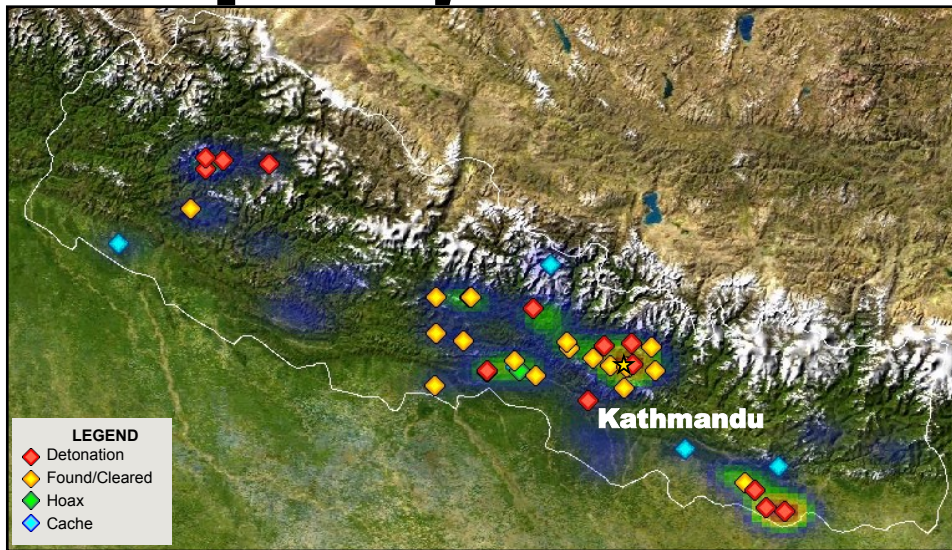 Kathmandu
LEGEND
Detonation
Found/Cleared
Hoax
Cache